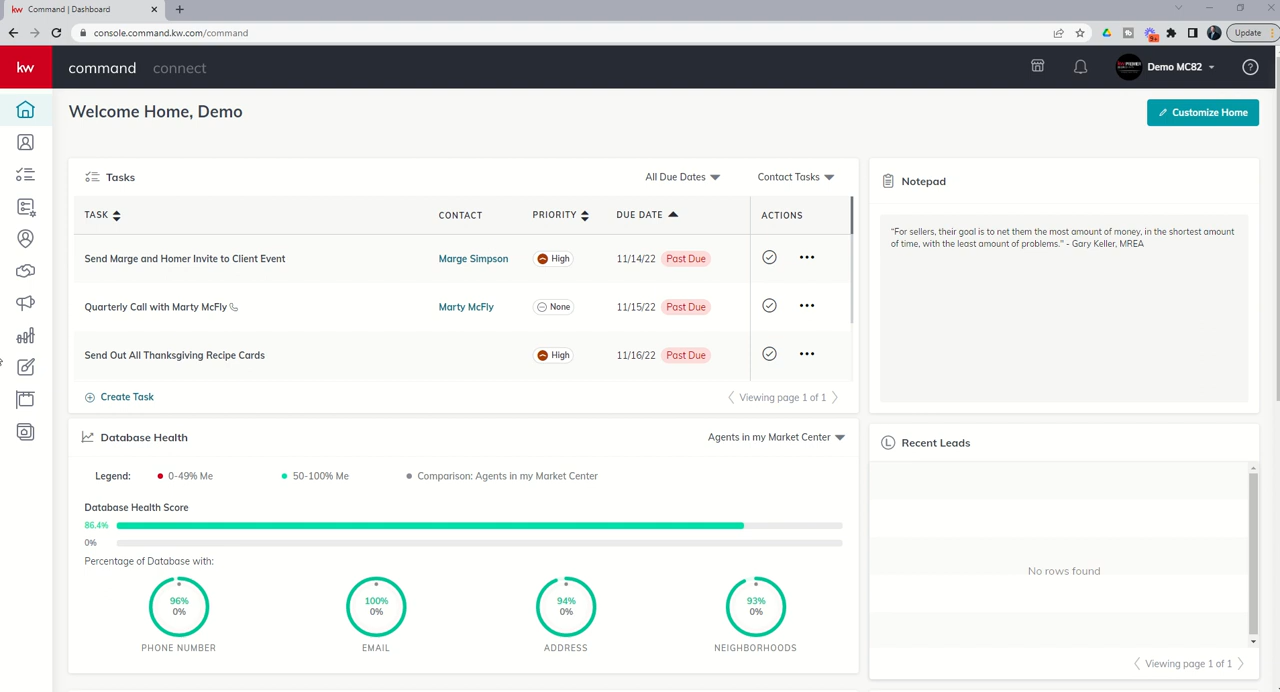 kw Command | Dashboard
console.command.kw.com/command
9+
Update
kw
command connect
Demo MC82
?
Welcome Home, Demo
Customize Home
Tasks
All Due Dates
Contact Tasks
TASK CONTACT PRIORITY DUE DATE ACTIONS
Send Marge and Homer Invite to Client Event Marge Simpson High 11/14/22 Past Due
Quarterly Call with Marty McFly Marty McFly None 11/15/22 Past Due
Send Out All Thanksgiving Recipe Cards High 11/16/22 Past Due
Create Task
Viewing page 1 of 1
Notepad
"For sellers, their goal is to net them the most amount of money, in the shortest amount
of time, with the least amount of problems." - Gary Keller, MREA
Database Health
Agents in my Market Center
Legend: 0-49% Me 50-100% Me Comparison: Agents in my Market Center
Database Health Score
86.4%
0%
Percentage of Database with:
96% 100% 94% 93%
0% 0% 0% 0%
PHONE NUMBER EMAIL ADDRESS NEIGHBORHOODS
L Recent Leads
No rows found
Viewing page 1 of 1